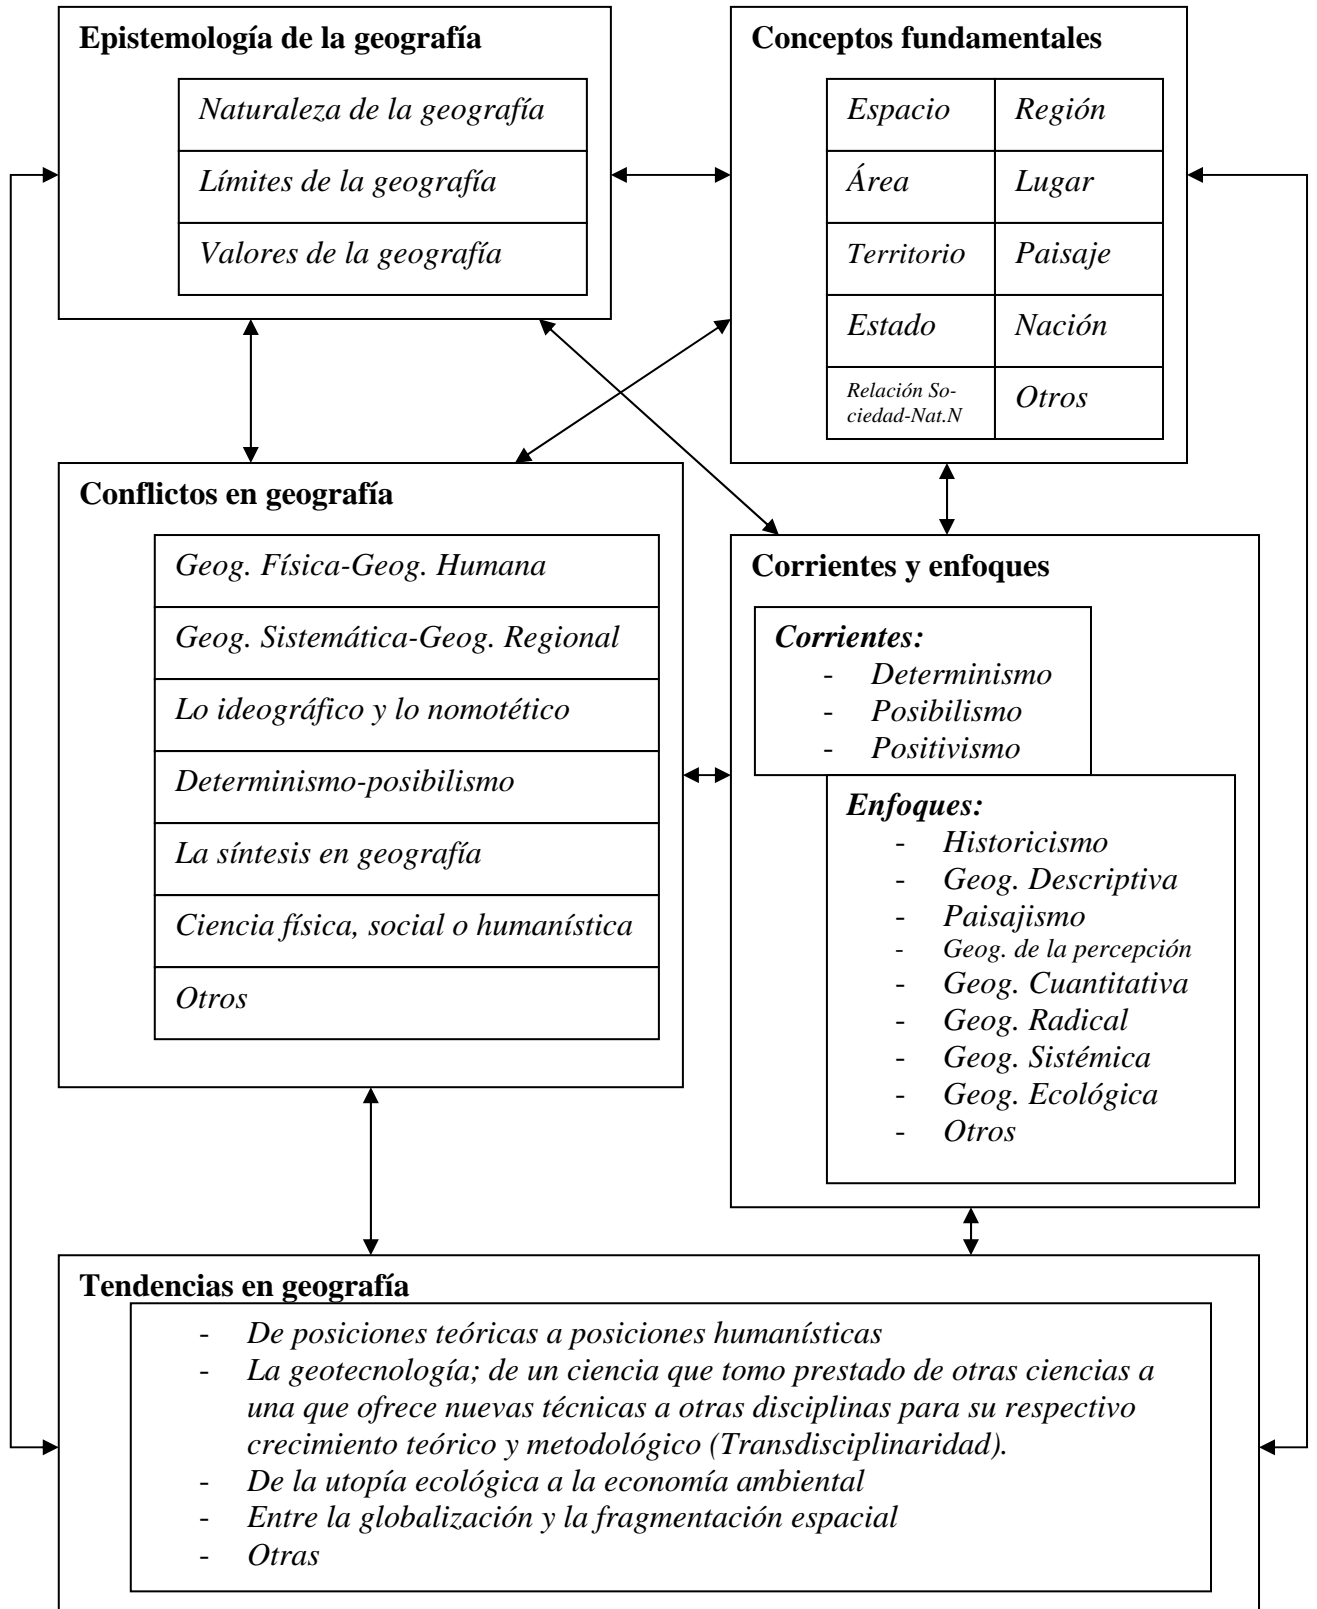 Epistemología de la geografía
Naturaleza de la geografía
Límites de la geografía
Valores de la geografía
Conceptos fundamentales
Espacio Región
Área Lugar
Territorio Paisaje
Estado Nación
Relación So-
ciedad-Nat.N Otros
Conflictos en geografía
Geog. Física-Geog. Humana
Geog. Sistemática-Geog. Regional
Lo ideográfico y lo nomotético
Determinismo-posibilismo
La síntesis en geografía
Ciencia física, social o humanística
Otros
Corrientes y enfoques
Corrientes:
- Determinismo
- Posibilismo
- Positivismo
Enfoques:
- Historicismo
- Geog. Descriptiva
- Paisajismo
- Geog. de la percepción
- Geog. Cuantitativa
- Geog. Radical
- Geog. Sistémica
- Geog. Ecológica
- Otros
Tendencias en geografía
- De posiciones teóricas a posiciones humanísticas
- La geotecnología; de un ciencia que tomo prestado de otras ciencias a
una que ofrece nuevas técnicas a otras disciplinas para su respectivo
crecimiento teórico y metodológico (Transdisciplinaridad).
- De la utopía ecológica a la economía ambiental
- Entre la globalización y la fragmentación espacial
- Otras